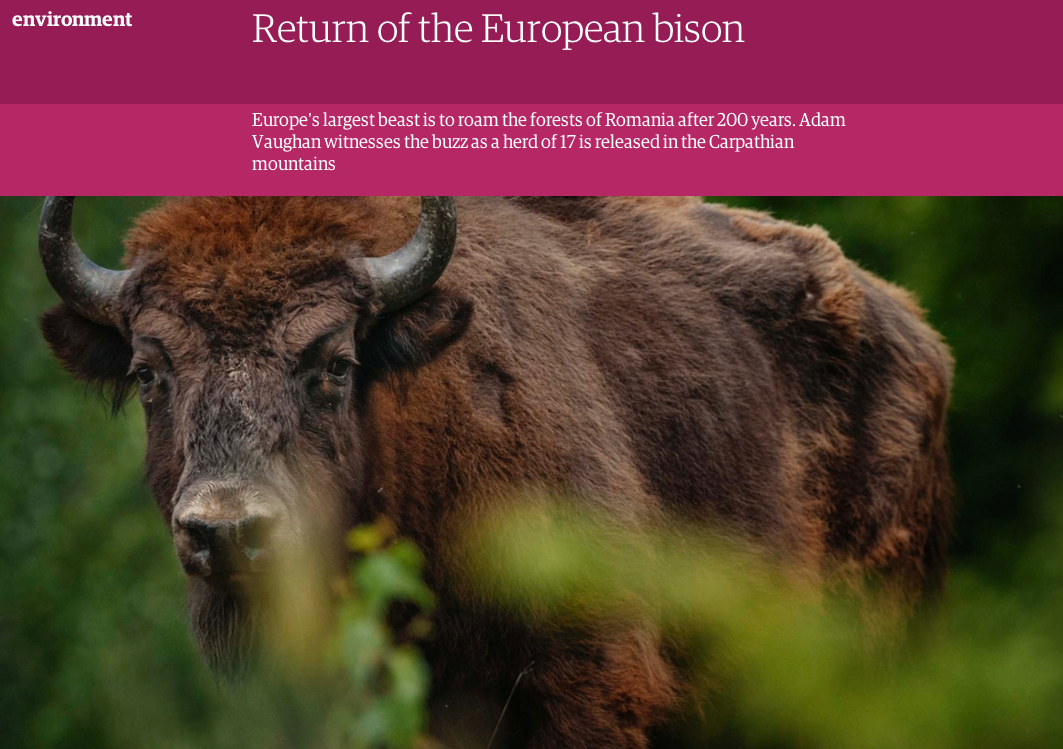 environment
Return of the European bison
Europe's largest beast is to roam the forests of Romania after 200 years. Adam
Vaughan witnesses the buzz as a herd of 17 is released in the Carpathian
mountains